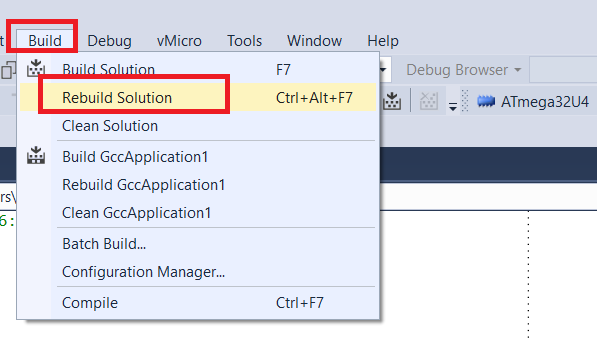 t Build Debug vMicro Tools Window Help
Build Solution F7
Debug Browser
Rebuild Solution Ctrl+Alt+F7
ATmega32U4
Clean Solution
Build GccApplication1
Rebuild GccApplication1
rs\
Clean GccApplication1
6:
Batch Build...
Configuration Manager...
Compile Ctrl+F7